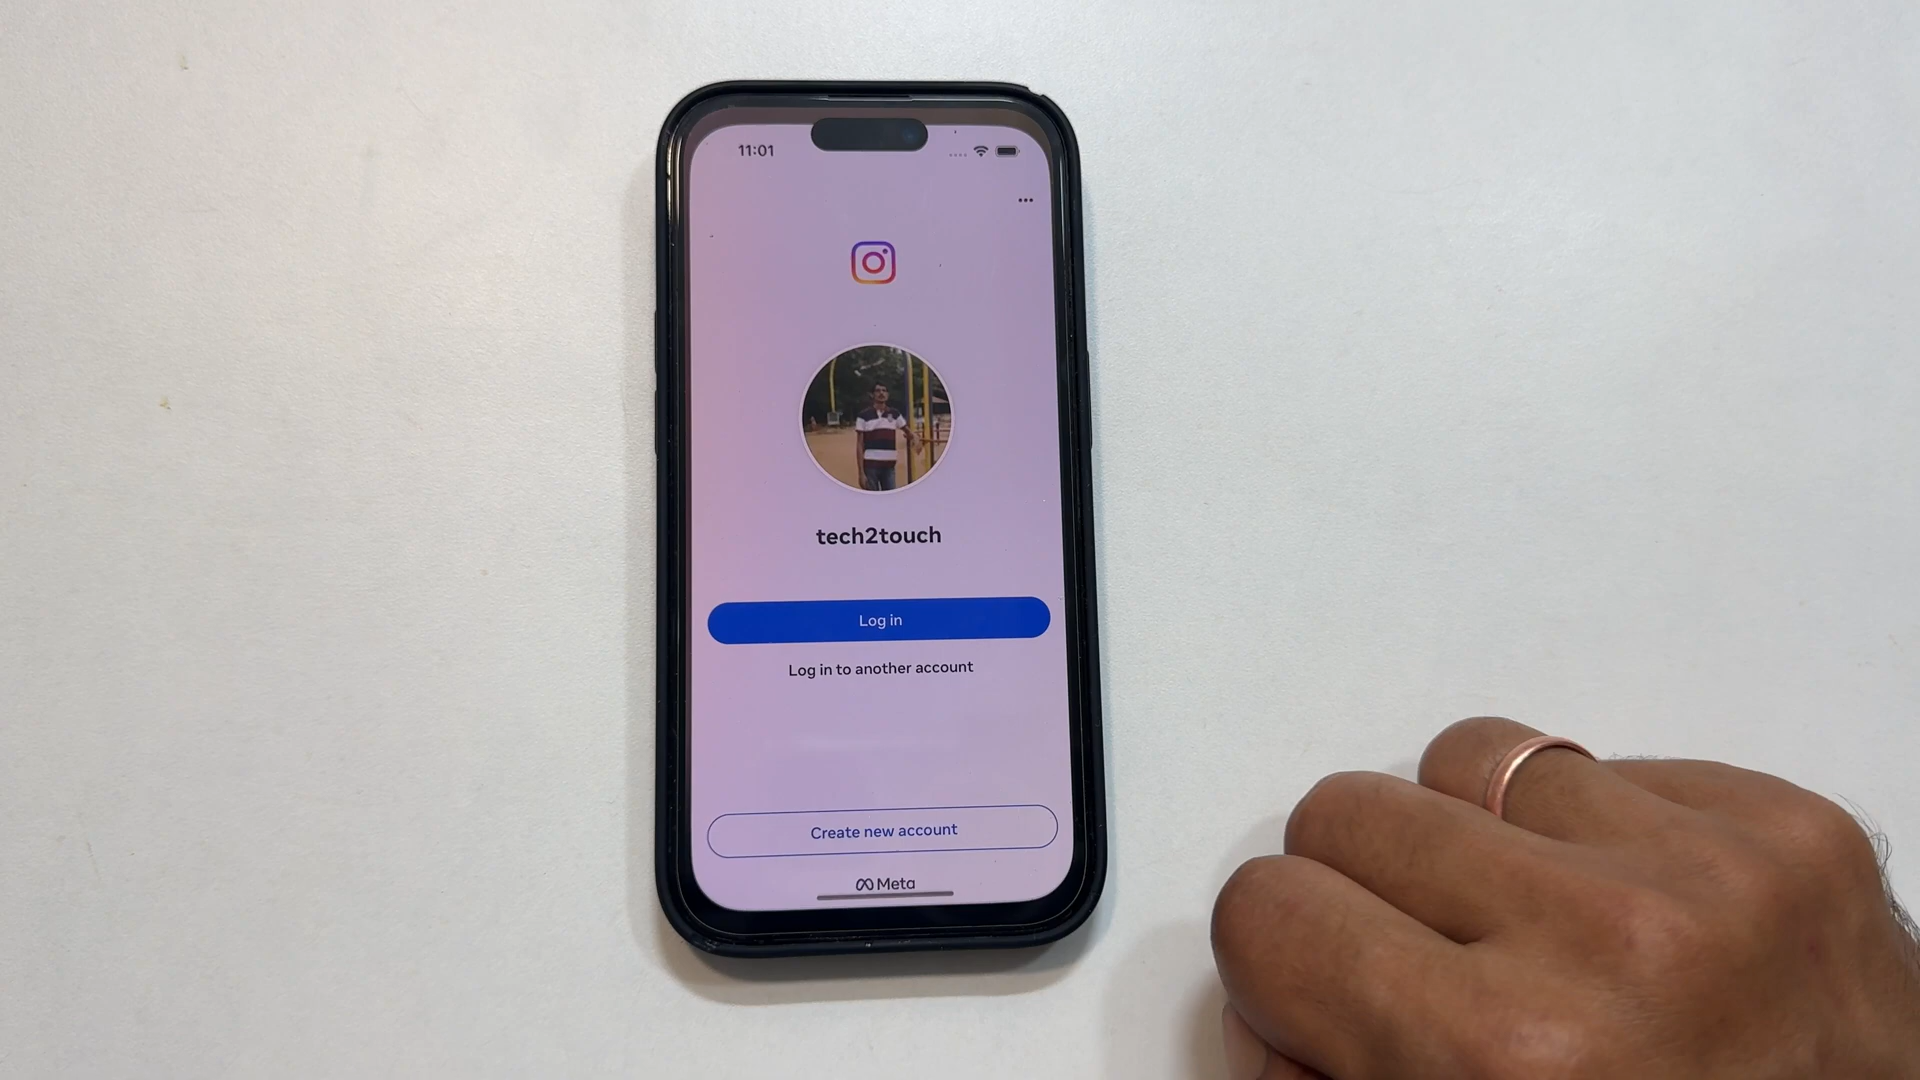 11:01
tech2touch
Log in
Log in to another account
Create new account
Meta